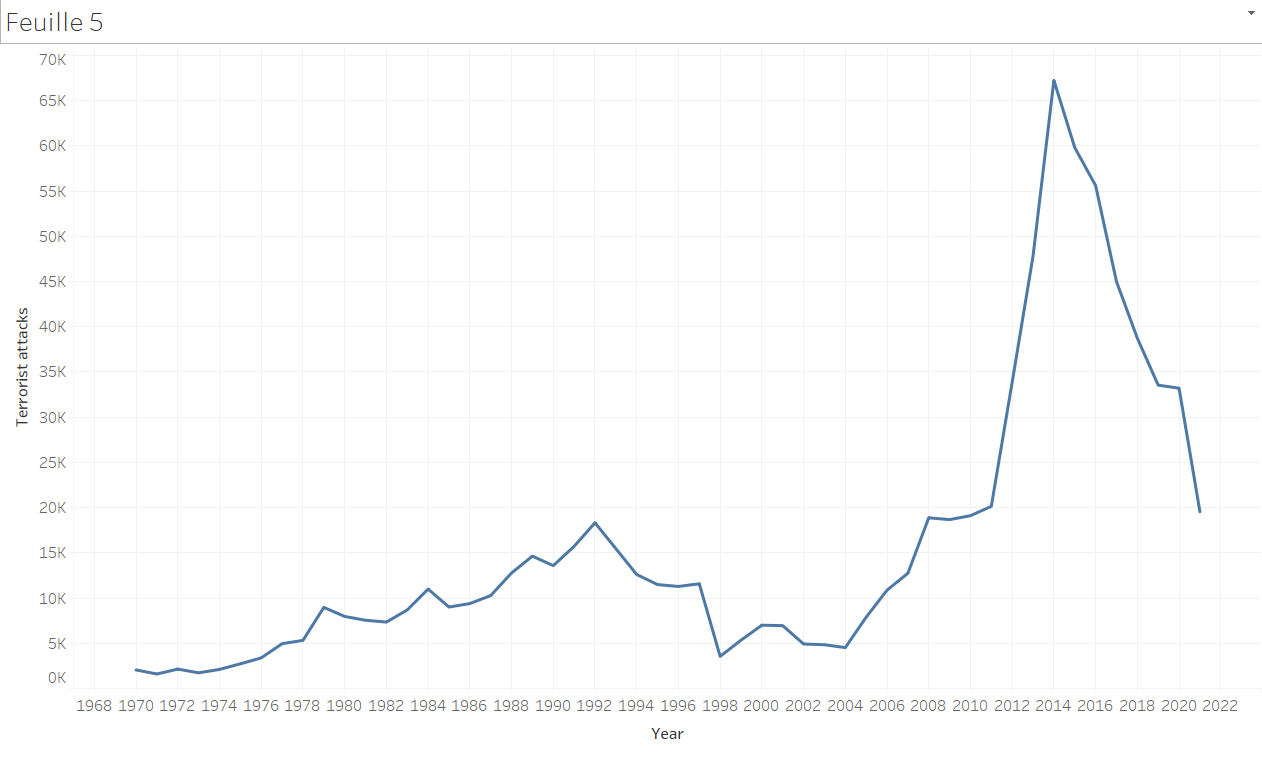 Feuille 5
70K
65K
60K
55K
50K
45K
40K
35K
30K
25K
20K
15K
10K
5K
0K
Terrorist attacks
1968 1970 1972 1974 1976 1978 1980 1982 1984 1986 1988 1990 1992 1994 1996 1998 2000 2002 2004 2006 2008 2010 2012 2014 2016 2018 2020 2022
Year